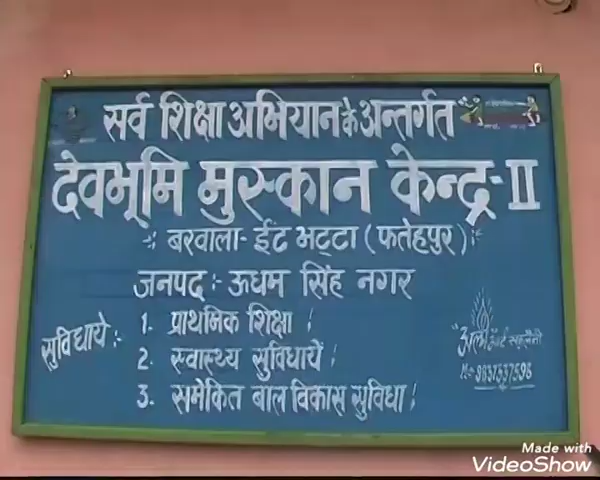 सर्व शिक्षा अभियान के अन्तर्गत
देवभूमि मुस्कान केन्द्र-II
बरवाला- ईंट भट्टा (फतेहपुर)
जनपद:- ऊधम सिंह नगर
सुविधाये:-
1. प्राथमिक शिक्षा
2. स्वास्थ्य सुविधायें
3. समेकित बाल विकास सुविधा
Made with
VideoShow